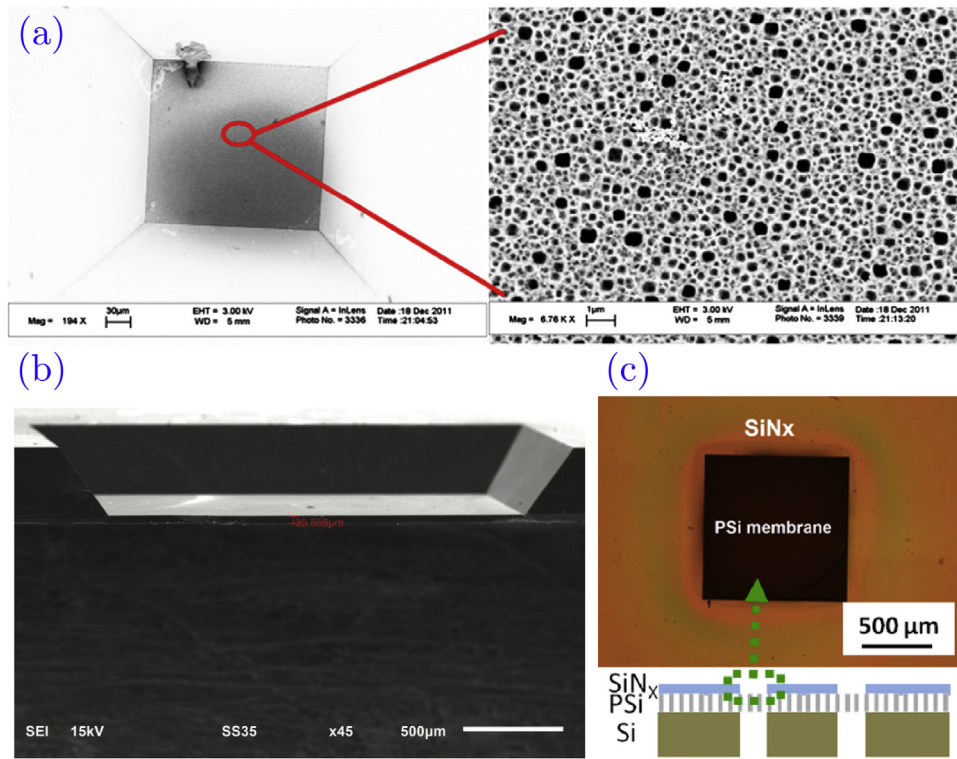 (a)
Mag = 194 X
30µm
EHT = 3.00 kV
WD = 5 mm
Signal A = InLens
Photo No. = 3336
Date :18 Dec 2011
Time :21:04:53
Mag = 6.76 K X
1µm
EHT = 3.00 kV
WD = 5 mm
Signal A = InLens
Photo No. = 3339
Date :18 Dec 2011
Time :21:13:20
(b)
SEI 15kV SS35 x45 500µm
(c)
SiNx
PSi membrane
500 µm
SiNx
PSi
Si